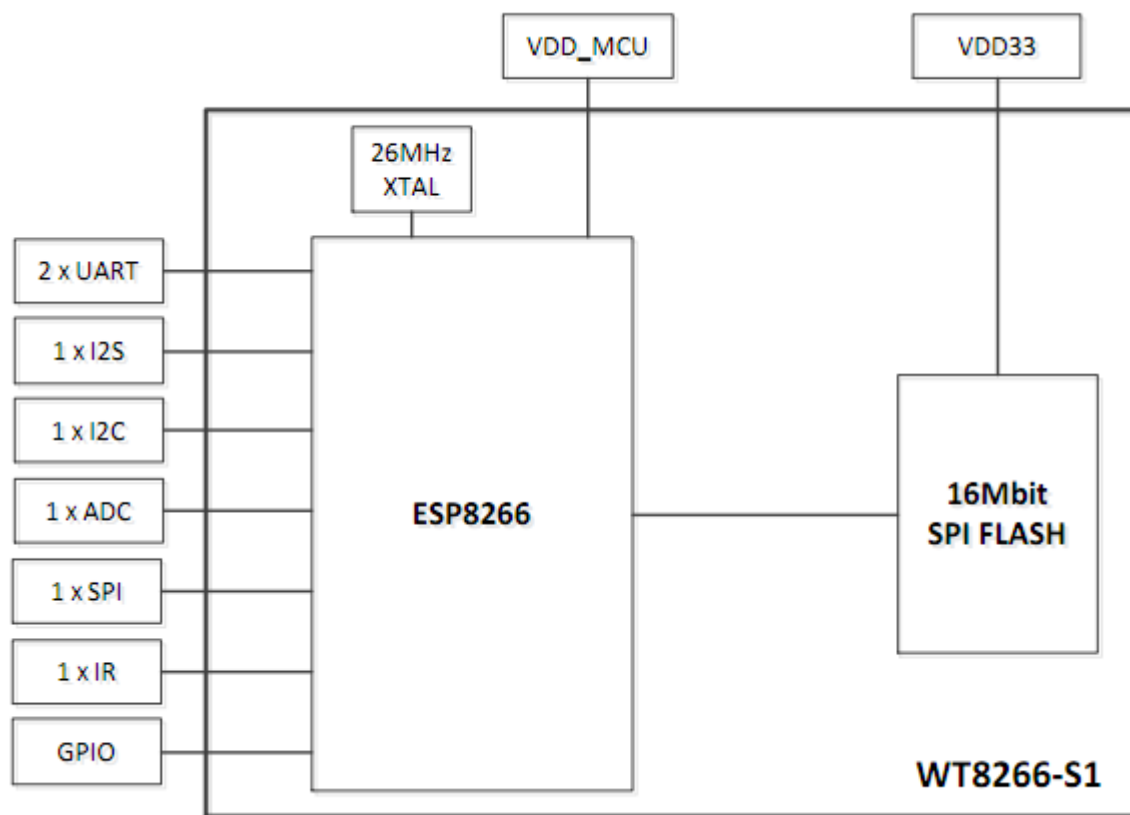 VDD_MCU
VDD33
26MHz
XTAL
2 x UART
1 x I2S
1 x I2C
1 x ADC
1 x SPI
1 x IR
GPIO
ESP8266
16Mbit
SPI FLASH
WT8266-S1